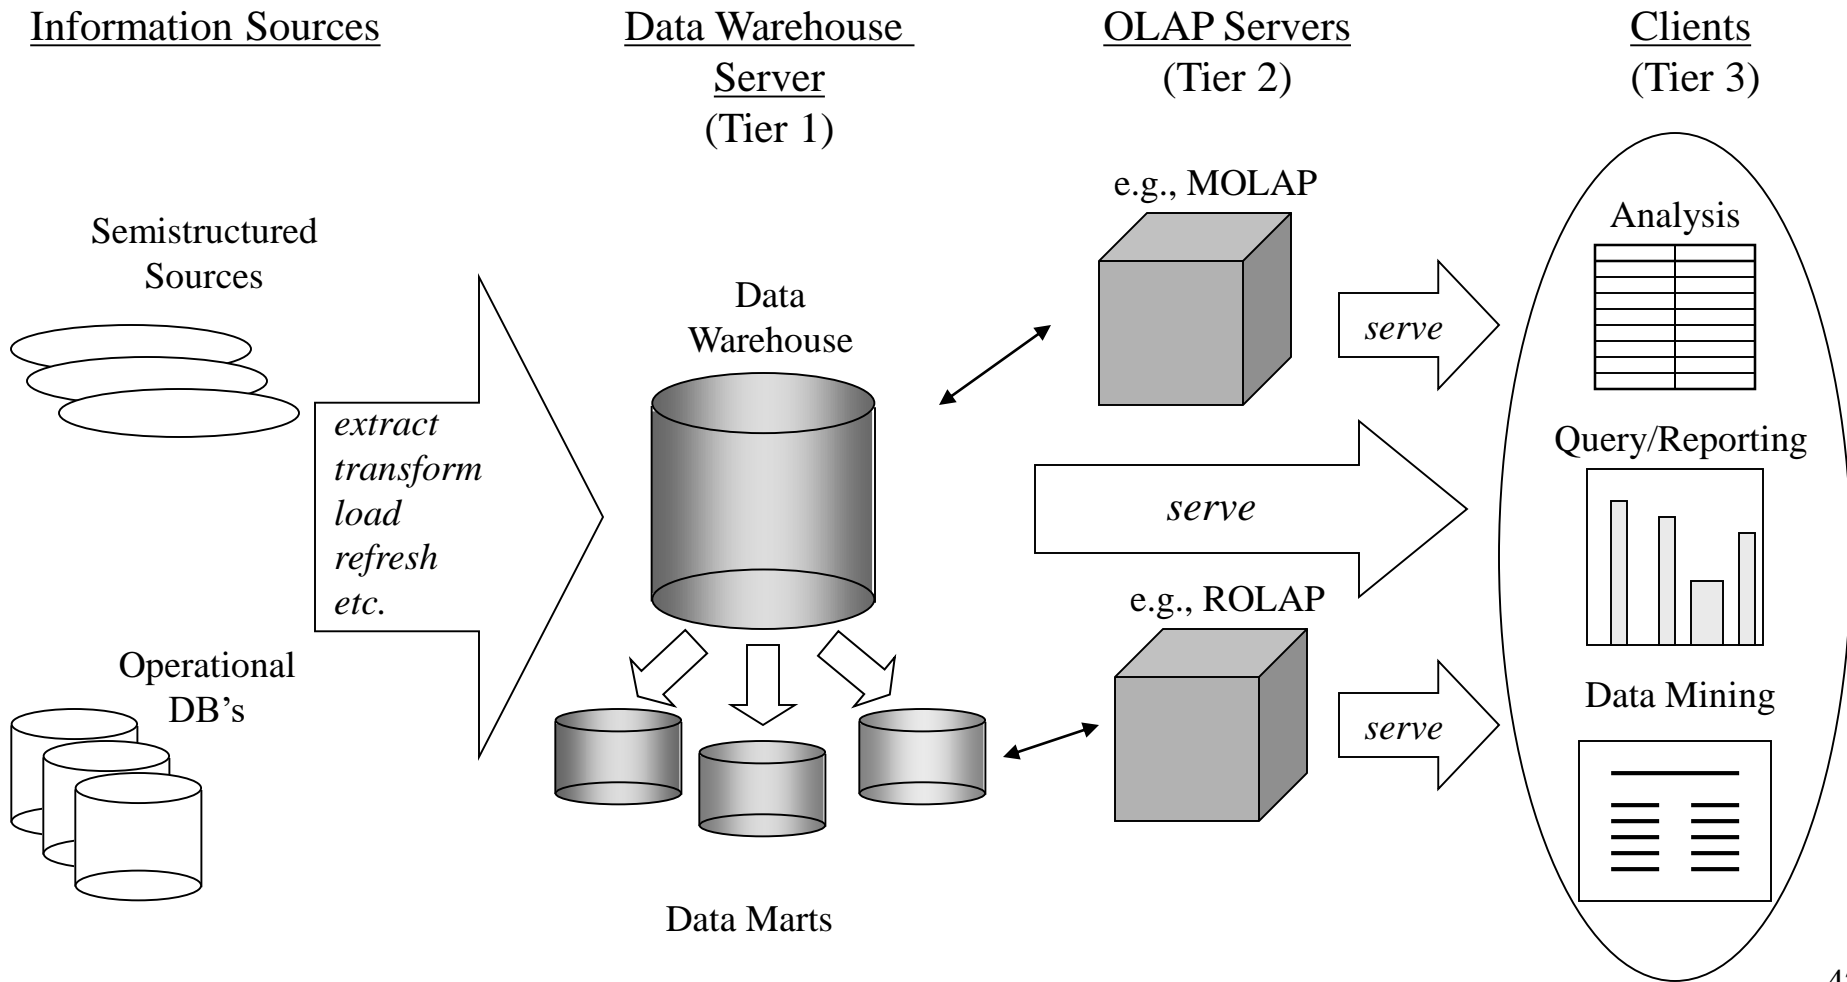 Information Sources
Data Warehouse
Server
(Tier 1)
OLAP Servers
(Tier 2)
Clients
(Tier 3)
Semistructured
Sources
Operational
DB's
extract
transform
load
refresh
etc.
Data
Warehouse
Data Marts
e.g., MOLAP
serve
serve
e.g., ROLAP
serve
Analysis
Query/Reporting
Data Mining